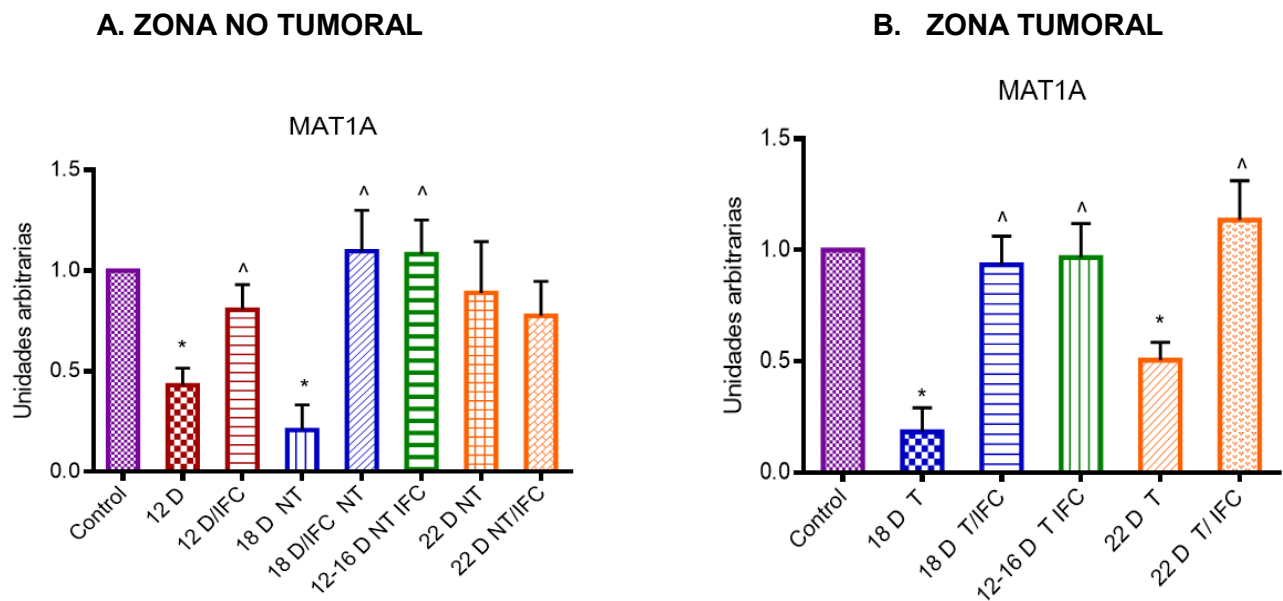 A. ZONA NO TUMORAL
MAT1A
Unidades arbitrarias
1.5
1.0
0.5
0.0
*
^
*
^
^
Control
12 D
12 D/IFC
18 D NT
18 D/IFC NT
12-16 D NT IFC
22 D NT
22 D NT/IFC
B. ZONA TUMORAL
MAT1A
Unidades arbitrarias
1.5
1.0
0.5
0.0
*
^
^
*
^
Control
18 D T
18 D T/IFC
12-16 D T IFC
22 D T
22 D T/ IFC